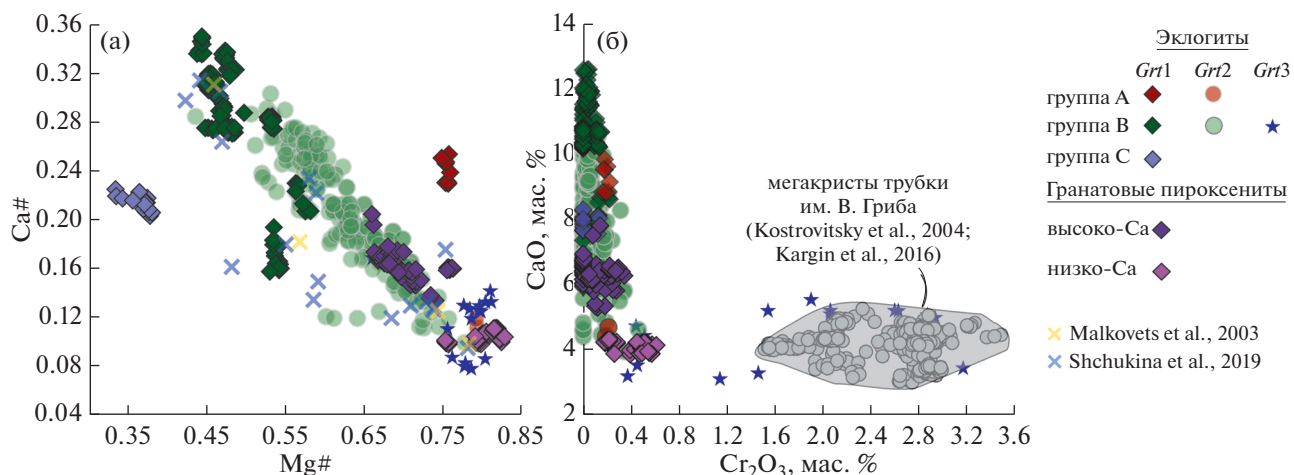 (а)
0.36
0.32
0.28
0.24
0.20
0.16
0.12
0.08
0.04
Ca#
0.35 0.45 0.55 0.65 0.75 0.85
Mg#
(б)
14
12
10
8
6
4
2
CaO, мас. %
0 0.4 0.8 1.2 1.6 2.0 2.4 2.8 3.2 3.6
Cr₂O₃, мас. %
мегакристы трубки
им. В. Гриба
(Kostrovitsky et al., 2004;
Kargin et al., 2016)
Эклогиты
Grt1 Grt2 Grt3
группа А
группа В
группа С
Гранатовые пироксениты
высоко-Ca
низко-Ca
Malkovets et al., 2003
Shchukina et al., 2019